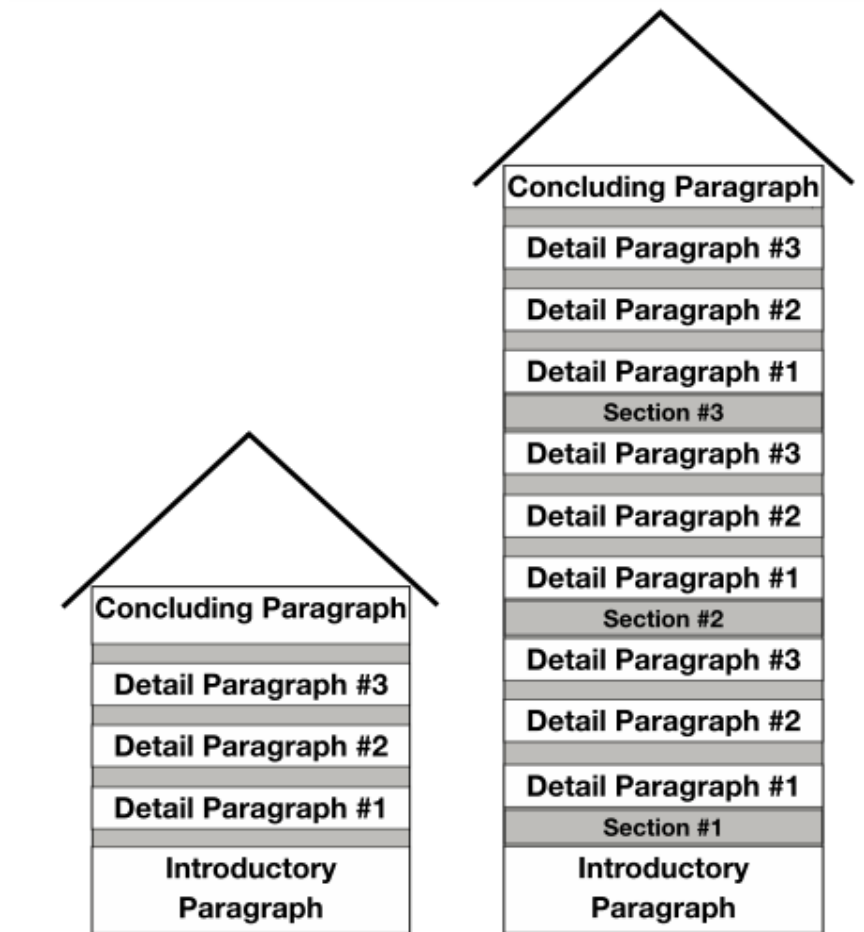 Concluding Paragraph
Detail Paragraph #3
Detail Paragraph #2
Detail Paragraph #1
Introductory
Paragraph
Concluding Paragraph
Detail Paragraph #3
Detail Paragraph #2
Detail Paragraph #1
Section #3
Detail Paragraph #3
Detail Paragraph #2
Detail Paragraph #1
Section #2
Detail Paragraph #3
Detail Paragraph #2
Detail Paragraph #1
Section #1
Introductory
Paragraph